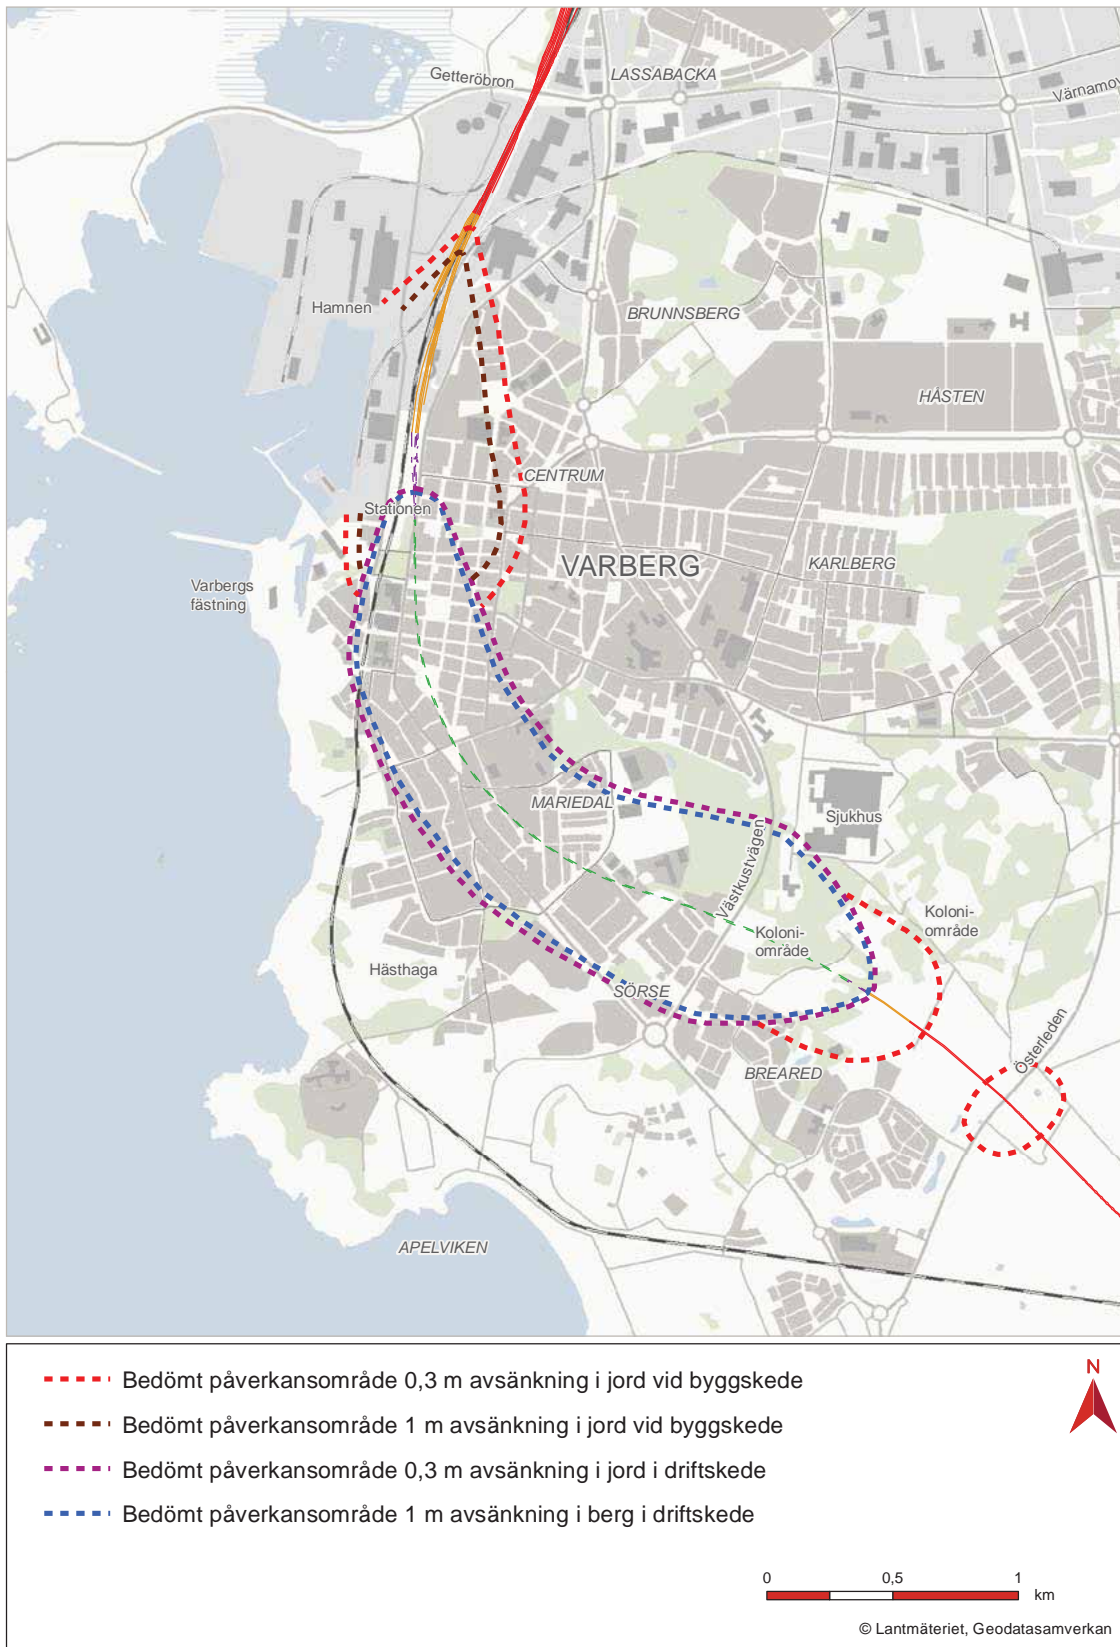 LASSABACKA
Getteröbron
Värnamov
Hamnen
BRUNNSBERG
HÅSTEN
CENTRUM
Stationen
VARBERG
KARLBERG
Varbergs
fästning
MARIEDAL
Sjukhus
Västkustvägen
Koloni-
område
Koloni-
område
Hästhaga
SÖRSE
Österleden
BREARED
APELVIKEN
Bedömt påverkansområde 0,3 m avsänkning i jord vid byggskede
N
Bedömt påverkansområde 1 m avsänkning i jord vid byggskede
Bedömt påverkansområde 0,3 m avsänkning i jord i driftskede
Bedömt påverkansområde 1 m avsänkning i berg i driftskede
0 0,5 1
km
© Lantmäteriet, Geodatasamverkan